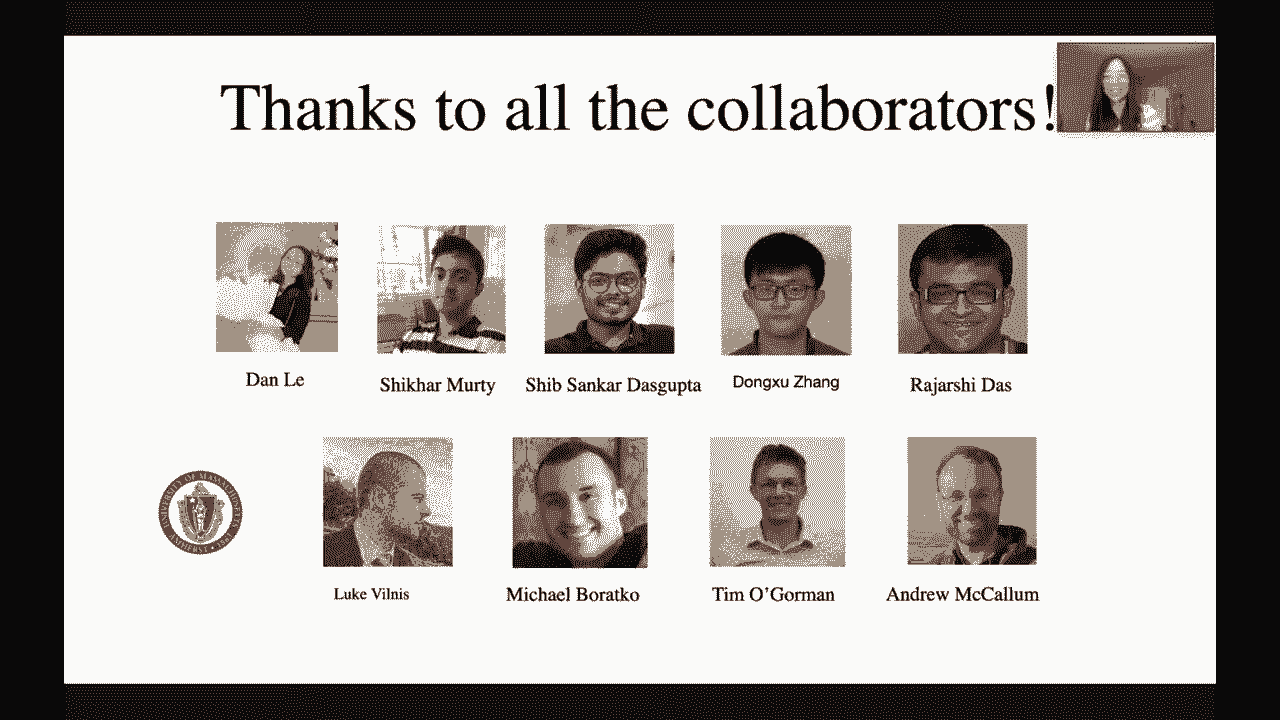 Thanks to all the collaborators!
Dan Le
Shikhar Murty
Shib Sankar Dasgupta
Dongxu Zhang
Rajarshi Das
UNIVERSITY OF MASSACHUSETTS
AMHERST
Luke Vilnis
Michael Boratko
Tim O'Gorman
Andrew McCallum